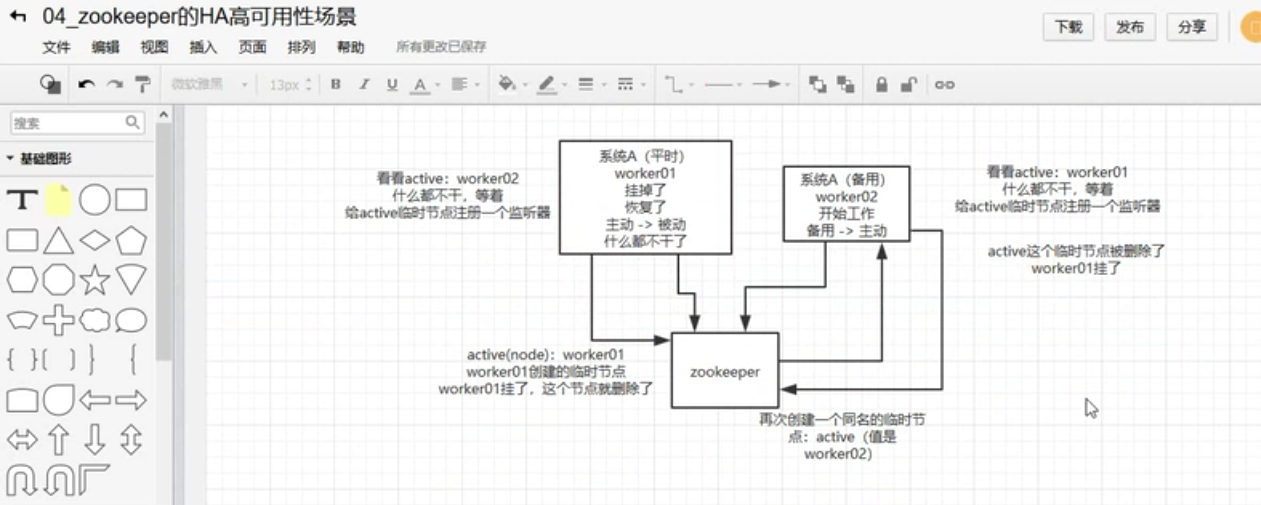 04_zookeeper的HA高可用性场景
下载
发布
分享
文件
编辑
视图
插入
页面
排列
帮助
所有更改已保存
微软雅黑
13px
B
I
U
A
搜索
基础图形
T
看看active：worker02
什么都不干，等着
给active临时节点注册一个监听器
系统A（平时）
worker01
挂掉了
恢复了
主动 -> 被动
什么都不干了
系统A（备用）
worker02
开始工作
备用 -> 主动
看看active：worker01
什么都不干，等着
给active临时节点注册一个监听器
active这个临时节点被删除了
worker01挂了
active(node)：worker01
worker01创建的临时节点
worker01挂了，这个节点就删除了
zookeeper
再次创建一个同名的临时节
点：active（值是
worker02）